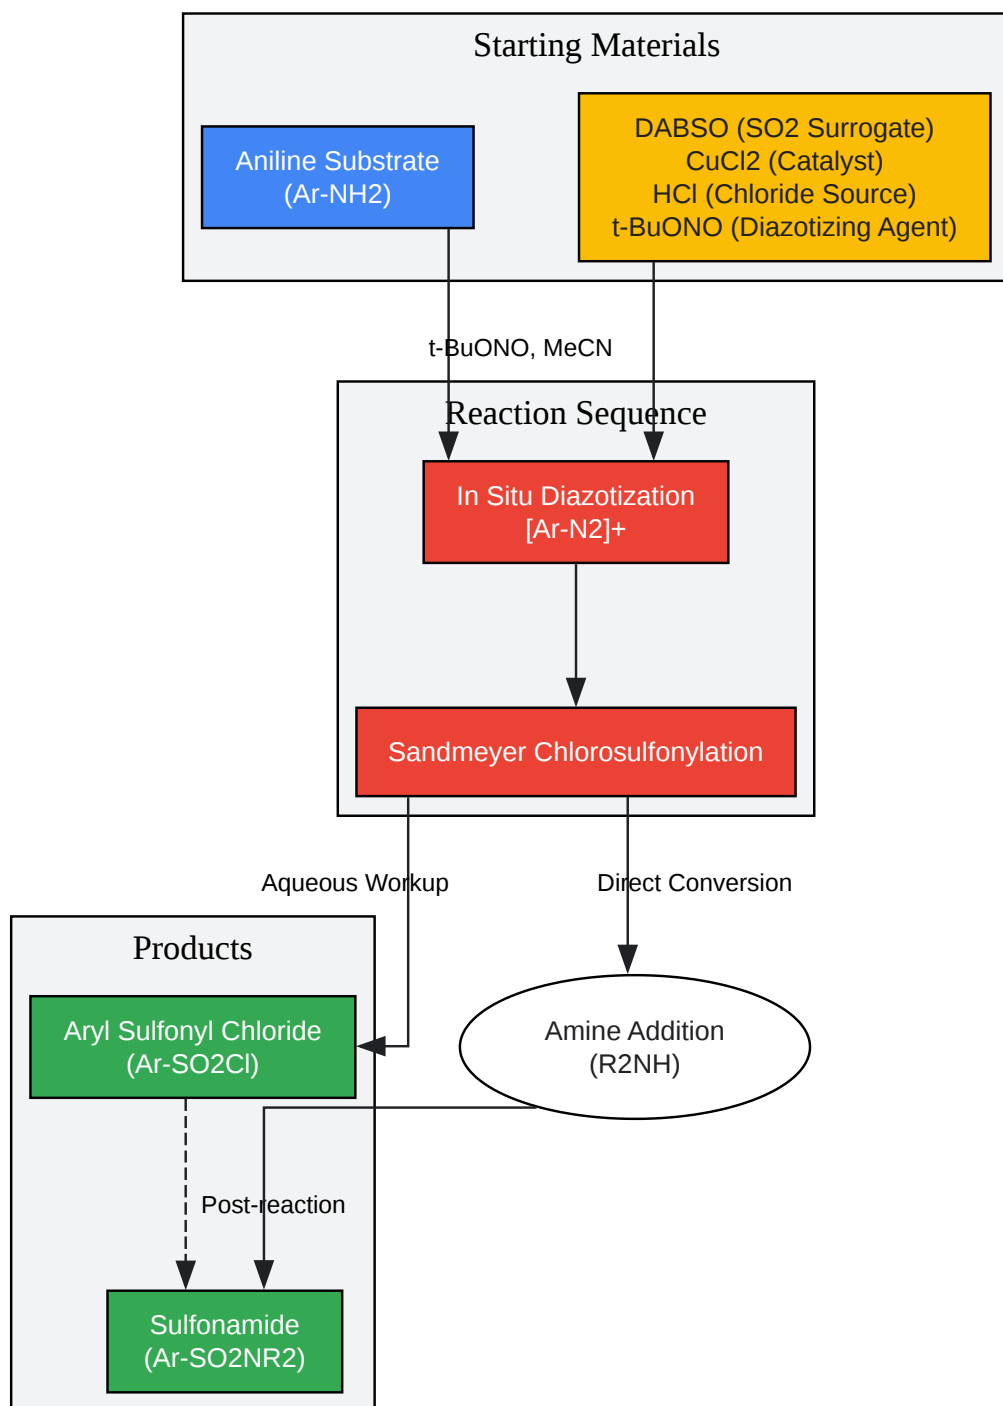 Starting Materials
Aniline Substrate
(Ar-NH2)
DABSO (SO2 Surrogate)
CuCl2 (Catalyst)
HCl (Chloride Source)
t-BuONO (Diazotizing Agent)
t-BuONO, MeCN
Reaction Sequence
In Situ Diazotization
[Ar-N2]+
Sandmeyer Chlorosulfonylation
Aqueous Workup
Direct Conversion
Products
Aryl Sulfonyl Chloride
(Ar-SO2Cl)
Amine Addition
(R2NH)
Post-reaction
Sulfonamide
(Ar-SO2NR2)